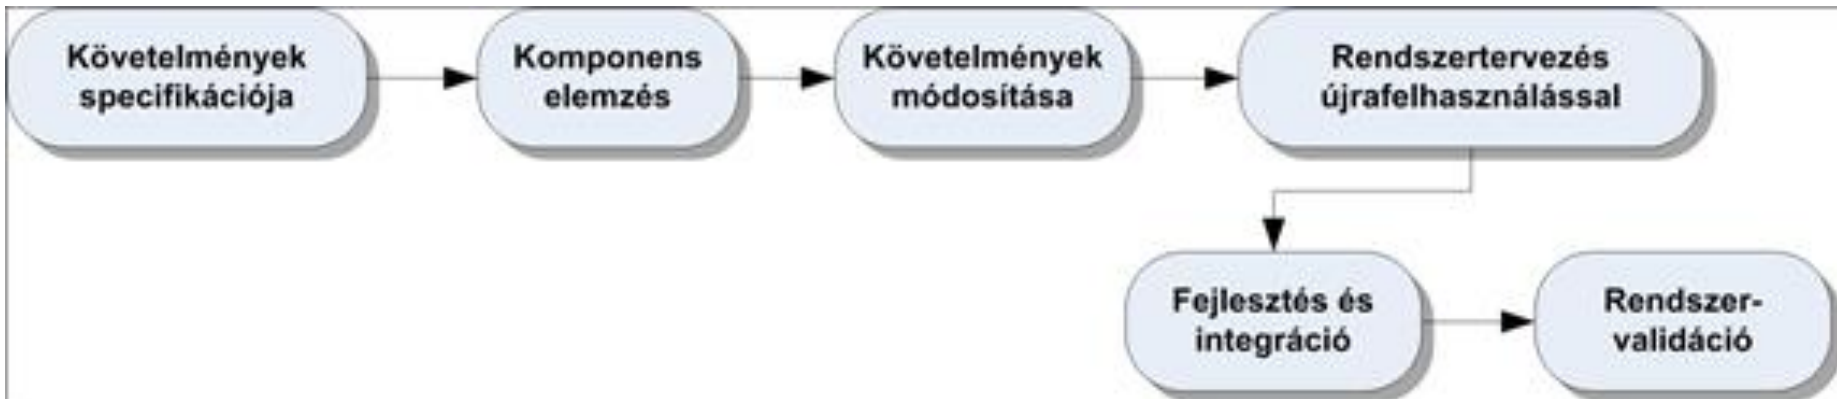 Követelmények
specifikációja
Komponens
elemzés
Követelmények
módosítása
Rendszertervezés
újrafelhasználással
Fejlesztés és
integráció
Rendszer-
validáció